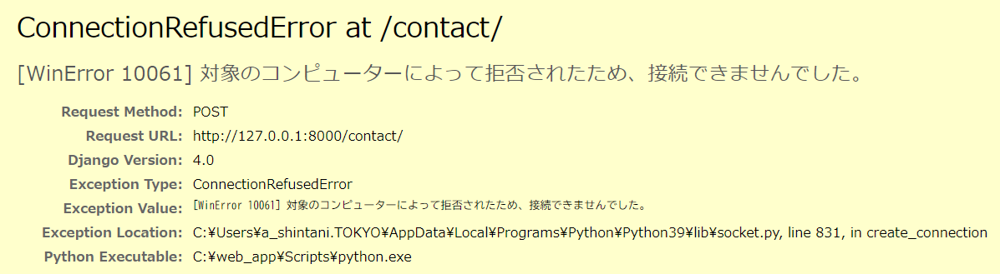 ConnectionRefusedError at /contact/
[WinError 10061] 対象のコンピューターによって拒否されたため、接続できませんでした。
Request Method: POST
Request URL: http://127.0.0.1:8000/contact/
Django Version: 4.0
Exception Type: ConnectionRefusedError
Exception Value: [WinError 10061] 対象のコンピューターによって拒否されたため、接続できませんでした。
Exception Location: C:¥Users¥a_shintani.TOKYO¥AppData¥Local¥Programs¥Python¥Python39¥lib¥socket.py, line 831, in create_connection
Python Executable: C:¥web_app¥Scripts¥python.exe